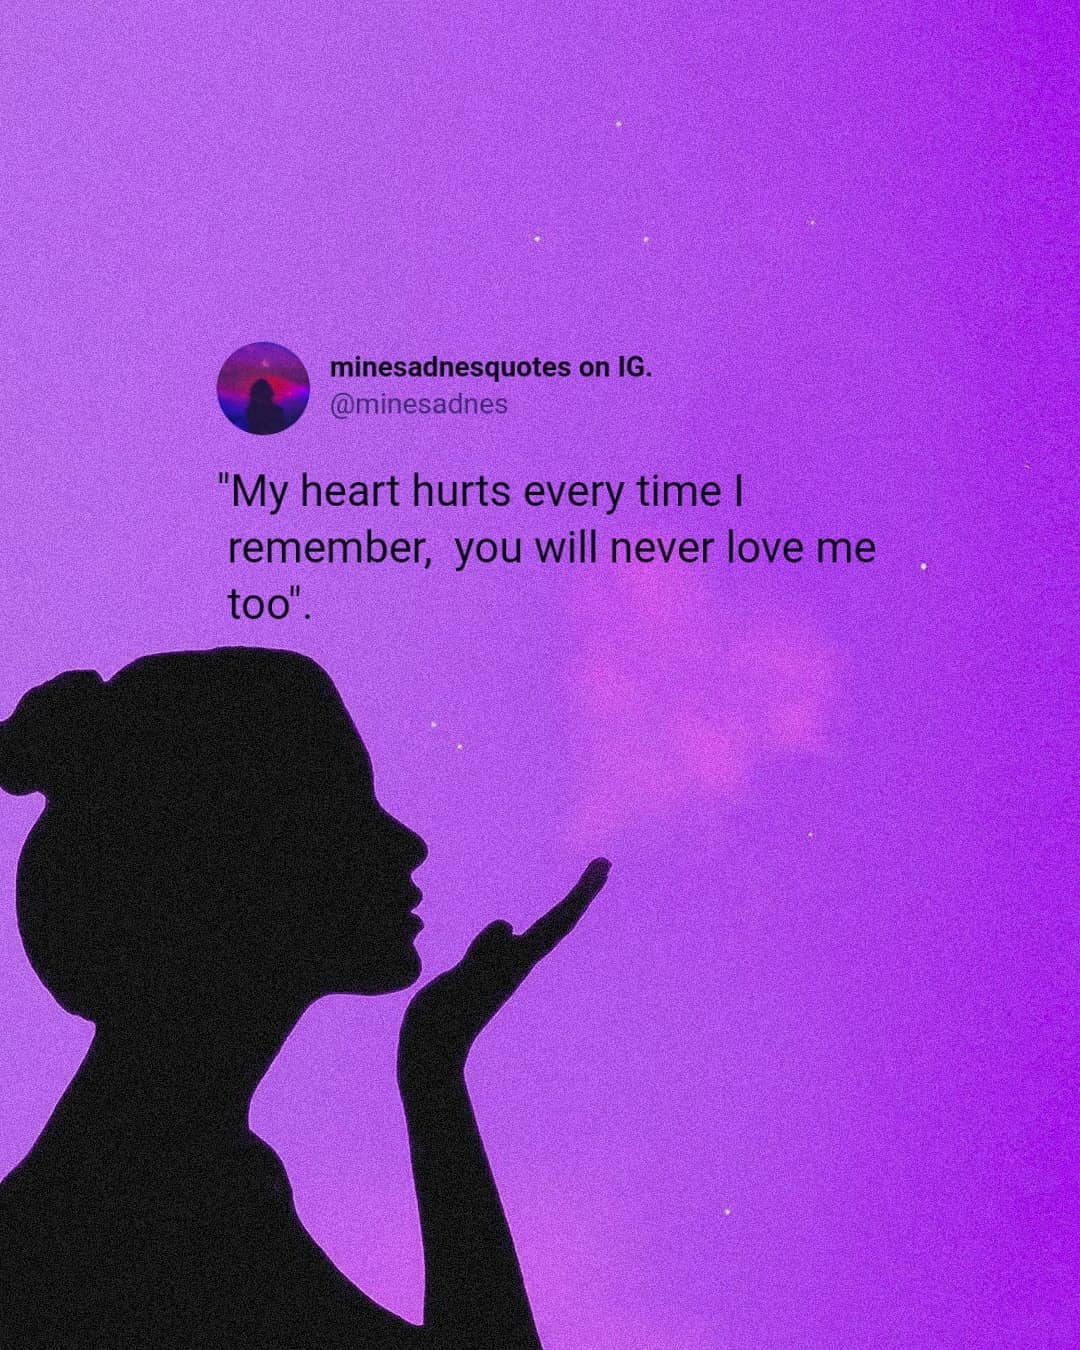 minesadnesquotes on IG.
@minesadnes
"My heart hurts every time I
remember,  you will never love me
too".